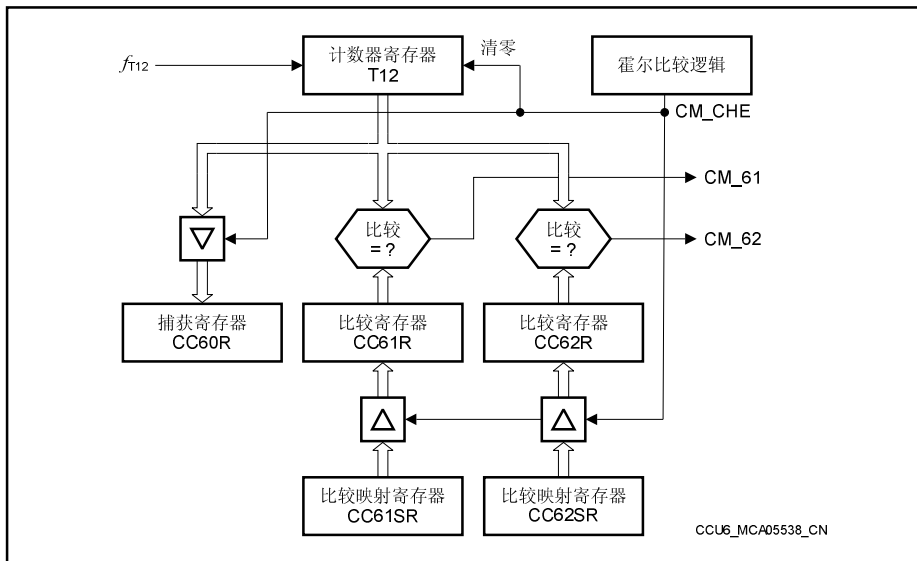 计数器寄存器
T12
清零
霍尔比较逻辑
fT12
CM_CHE
CM_61
比较
= ?
比较
= ?
CM_62
捕获寄存器
CC60R
比较寄存器
CC61R
比较寄存器
CC62R
比较映射寄存器
CC61SR
比较映射寄存器
CC62SR
CCU6_MCA05538_CN